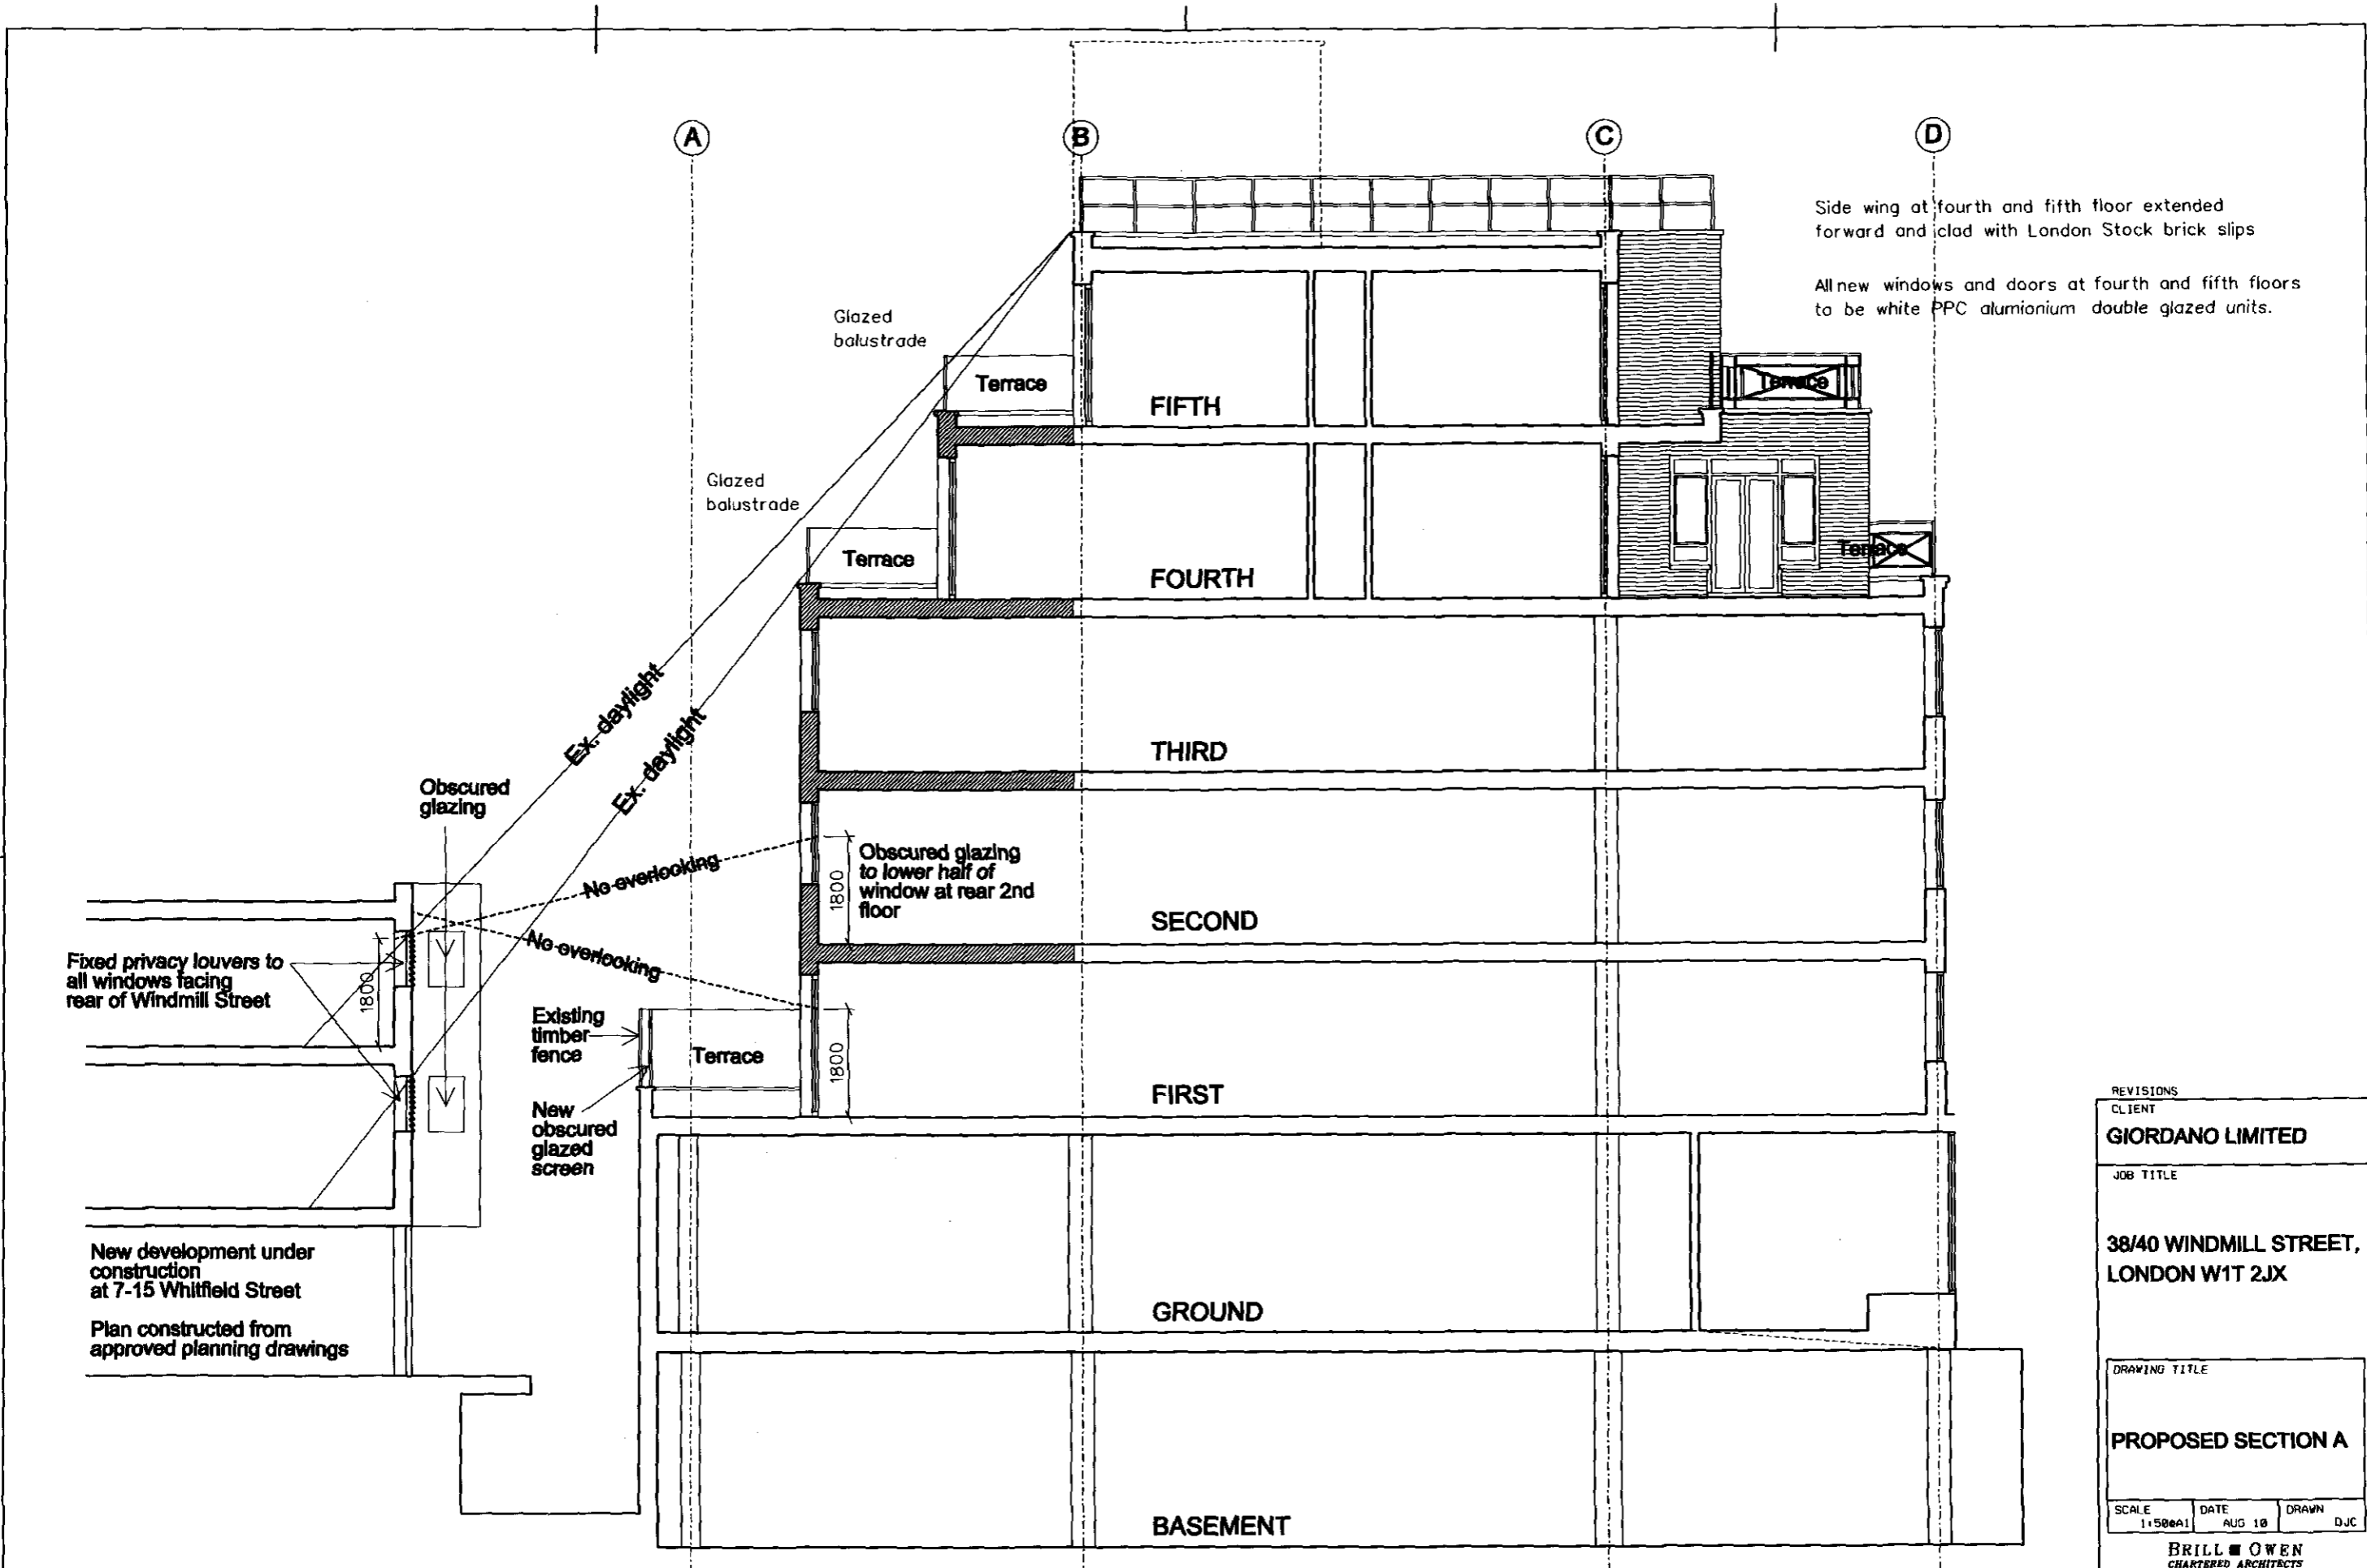 A
B
C
D
Side wing at fourth and fifth floor extended
forward and clad with London Stock brick slips
All new windows and doors at fourth and fifth floors
to be white PPC alumionium double glazed units.
Glazed
balustrade
Terrace
Terrace
FIFTH
Glazed
balustrade
Terrace
Terrace
FOURTH
Ex. daylight
Ex. daylight
THIRD
Obscured
glazing
No overlooking
1800
Obscured glazing
to lower half of
window at rear 2nd
floor
SECOND
No overlooking
Fixed privacy louvers to
all windows facing
rear of Windmill Street
1800
Existing
timber
fence
Terrace
1800
New
obscured
glazed
screen
FIRST
New development under
construction
at 7-15 Whitfield Street
Plan constructed from
approved planning drawings
GROUND
BASEMENT
REVISIONS
CLIENT
GIORDANO LIMITED
JOB TITLE
38/40 WINDMILL STREET,
LONDON W1T 2JX
DRAWING TITLE
PROPOSED SECTION A
SCALE DATE DRAWN
1:50@A1 AUG 10 DJC
BRILL ■ OWEN
CHARTERED ARCHITECTS